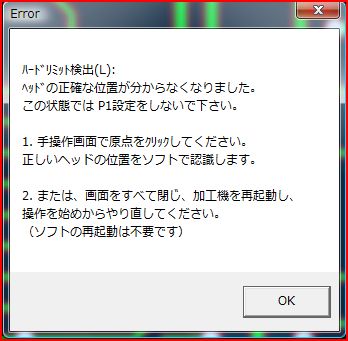 Error
ﾊｰﾄﾞﾘﾐｯﾄ検出(L):
ﾍｯﾄﾞの正確な位置が分からなくなりました。
この状態では P1設定をしないで下さい。
1. 手操作画面で原点をｸﾘｯｸしてください。
正しいヘッドの位置をソフトで認識します。
2. または、画面をすべて閉じ、加工機を再起動し、
操作を始めからやり直してください。
（ソフトの再起動は不要です）
OK